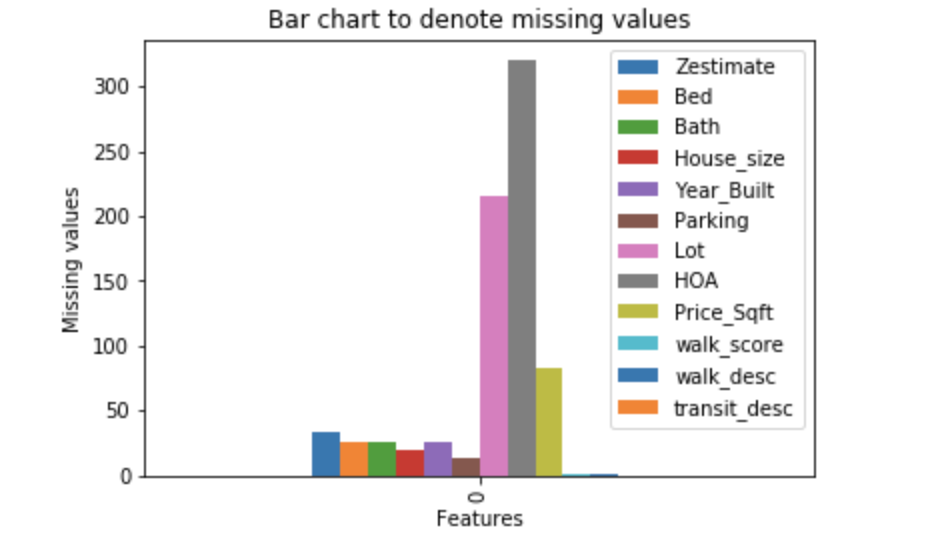 Bar chart to denote missing values
300
250
200
150
100
50
0
Missing values
Zestimate
Bed
Bath
House_size
Year_Built
Parking
Lot
HOA
Price_Sqft
walk_score
walk_desc
transit_desc
0
Features